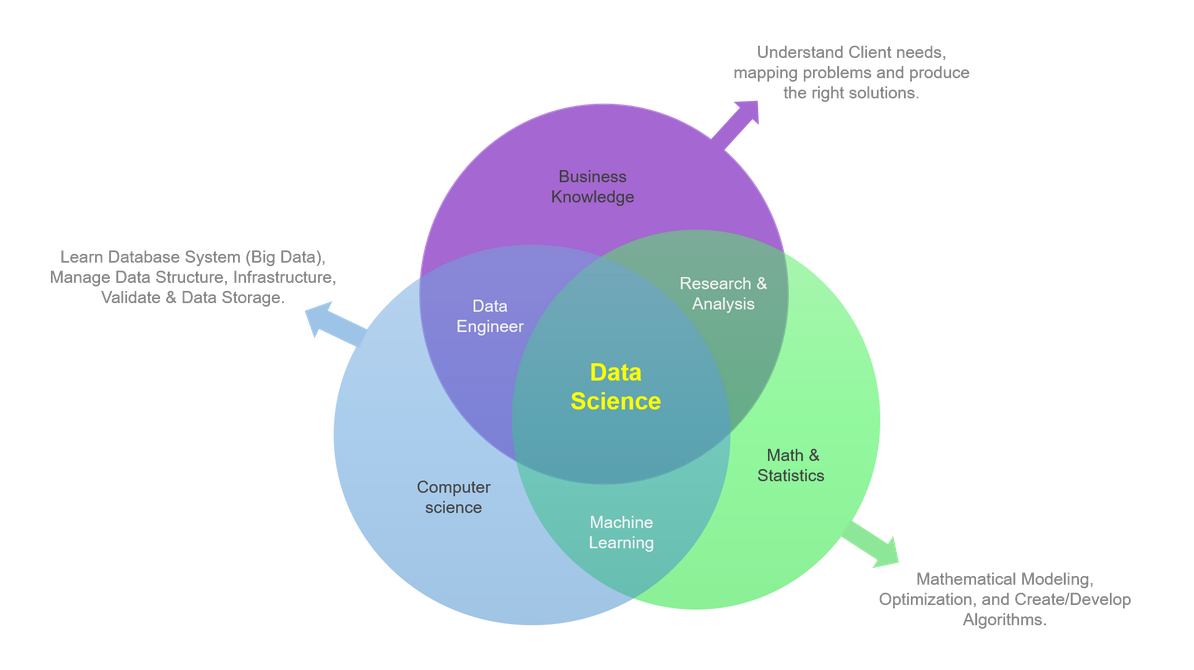 Understand Client needs,
mapping problems and produce
the right solutions.
Business
Knowledge
Learn Database System (Big Data),
Manage Data Structure, Infrastructure,
Validate & Data Storage.
Research &
Analysis
Data
Engineer
Data
Science
Math &
Statistics
Computer
science
Machine
Learning
Mathematical Modeling,
Optimization, and Create/Develop
Algorithms.